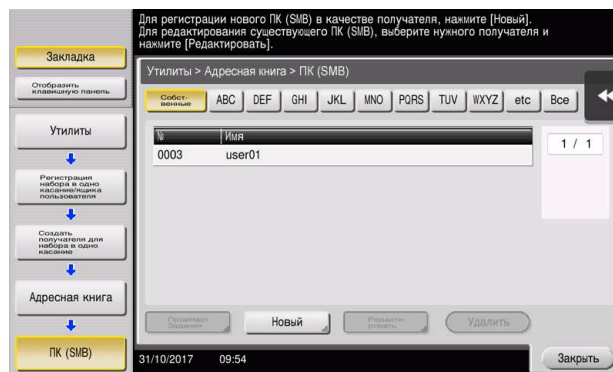 Для регистрации нового ПК (SMB) в качестве получателя, нажмите [Новый].
Для редактирования существующего ПК (SMB), выберите нужного получателя и
нажмите [Редактировать].
Закладка
Отобразить
клавишную панель
Утилиты
Регистрация
набора в одно
касание/ящика
пользователя
Создать
получателя для
набора в одно
касание
Адресная книга
ПК (SMB)
Утилиты > Адресная книга > ПК (SMB)
Собст-
венные
ABC DEF GHI JKL MNO PQRS TUV WXYZ etc Все
№ Имя
0003 user01
1 / 1
Задания
Новый
Редакти-
ровать
Удалить
31/10/2017 09:54
Закрыть